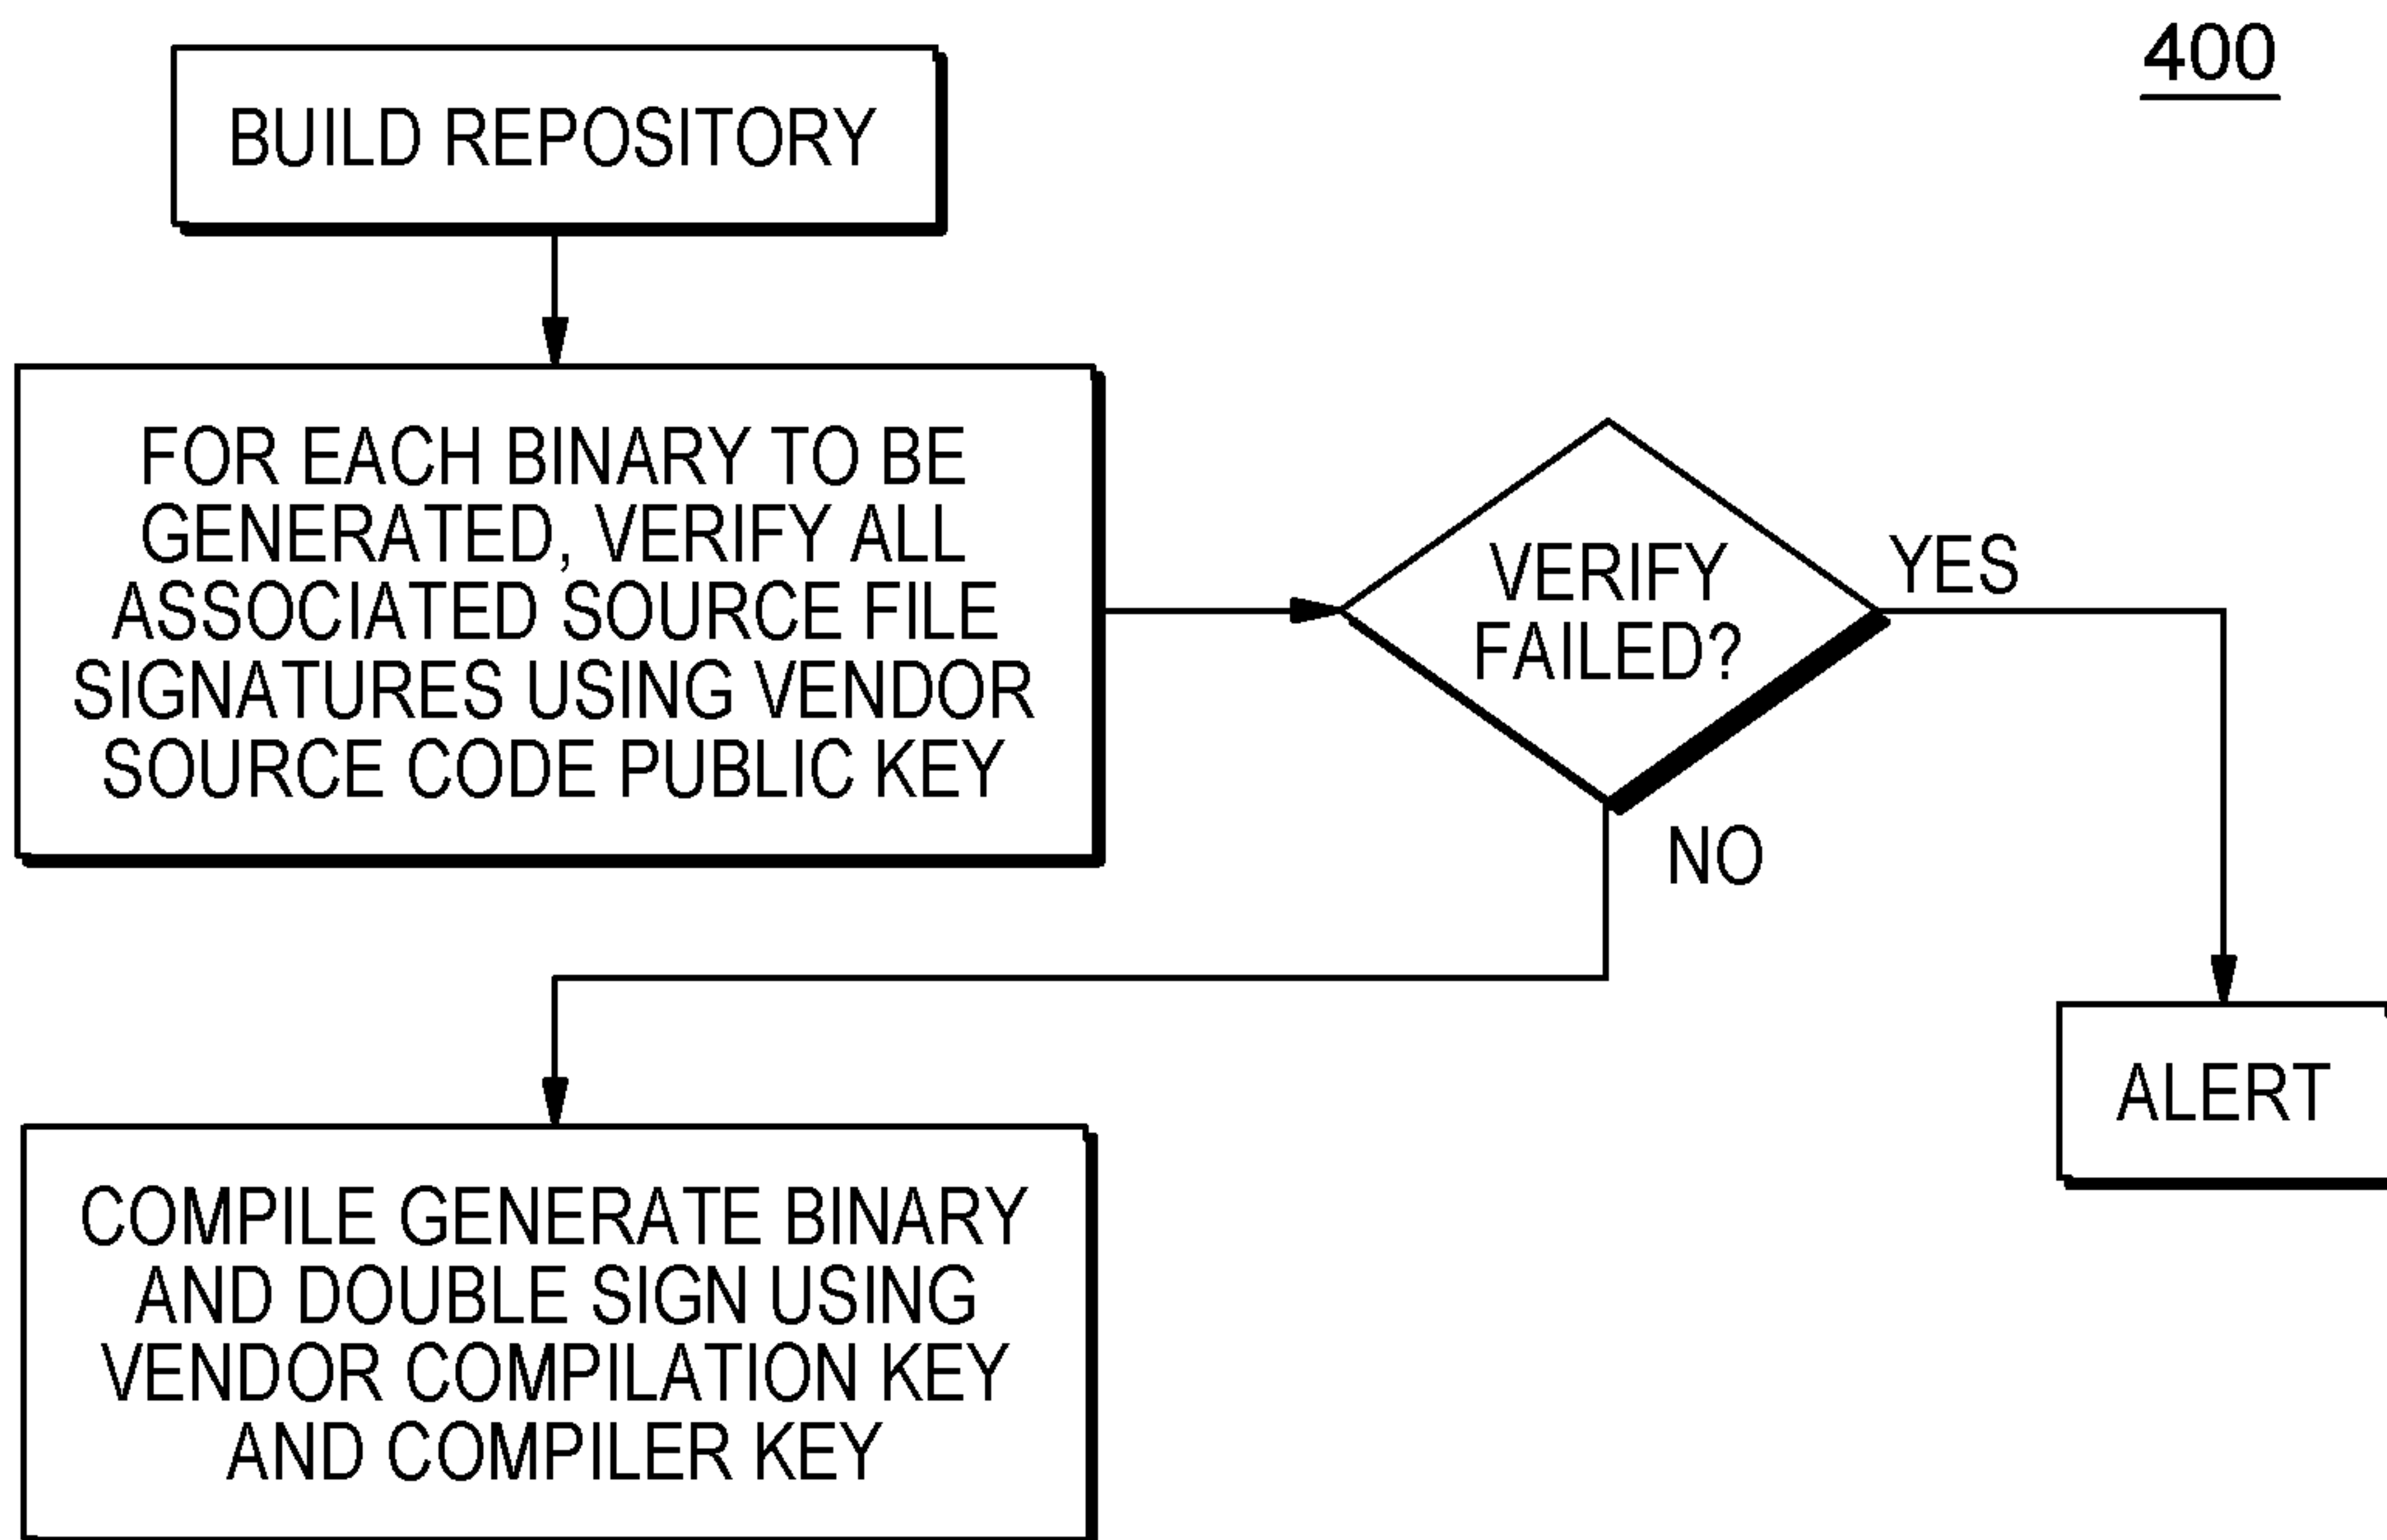 400
BUILD REPOSITORY
FOR EACH BINARY TO BE
GENERATED, VERIFY ALL
ASSOCIATED SOURCE FILE
SIGNATURES USING VENDOR
SOURCE CODE PUBLIC KEY
VERIFY
FAILED?
YES
NO
ALERT
COMPILE GENERATE BINARY
AND DOUBLE SIGN USING
VENDOR COMPILATION KEY
AND COMPILER KEY